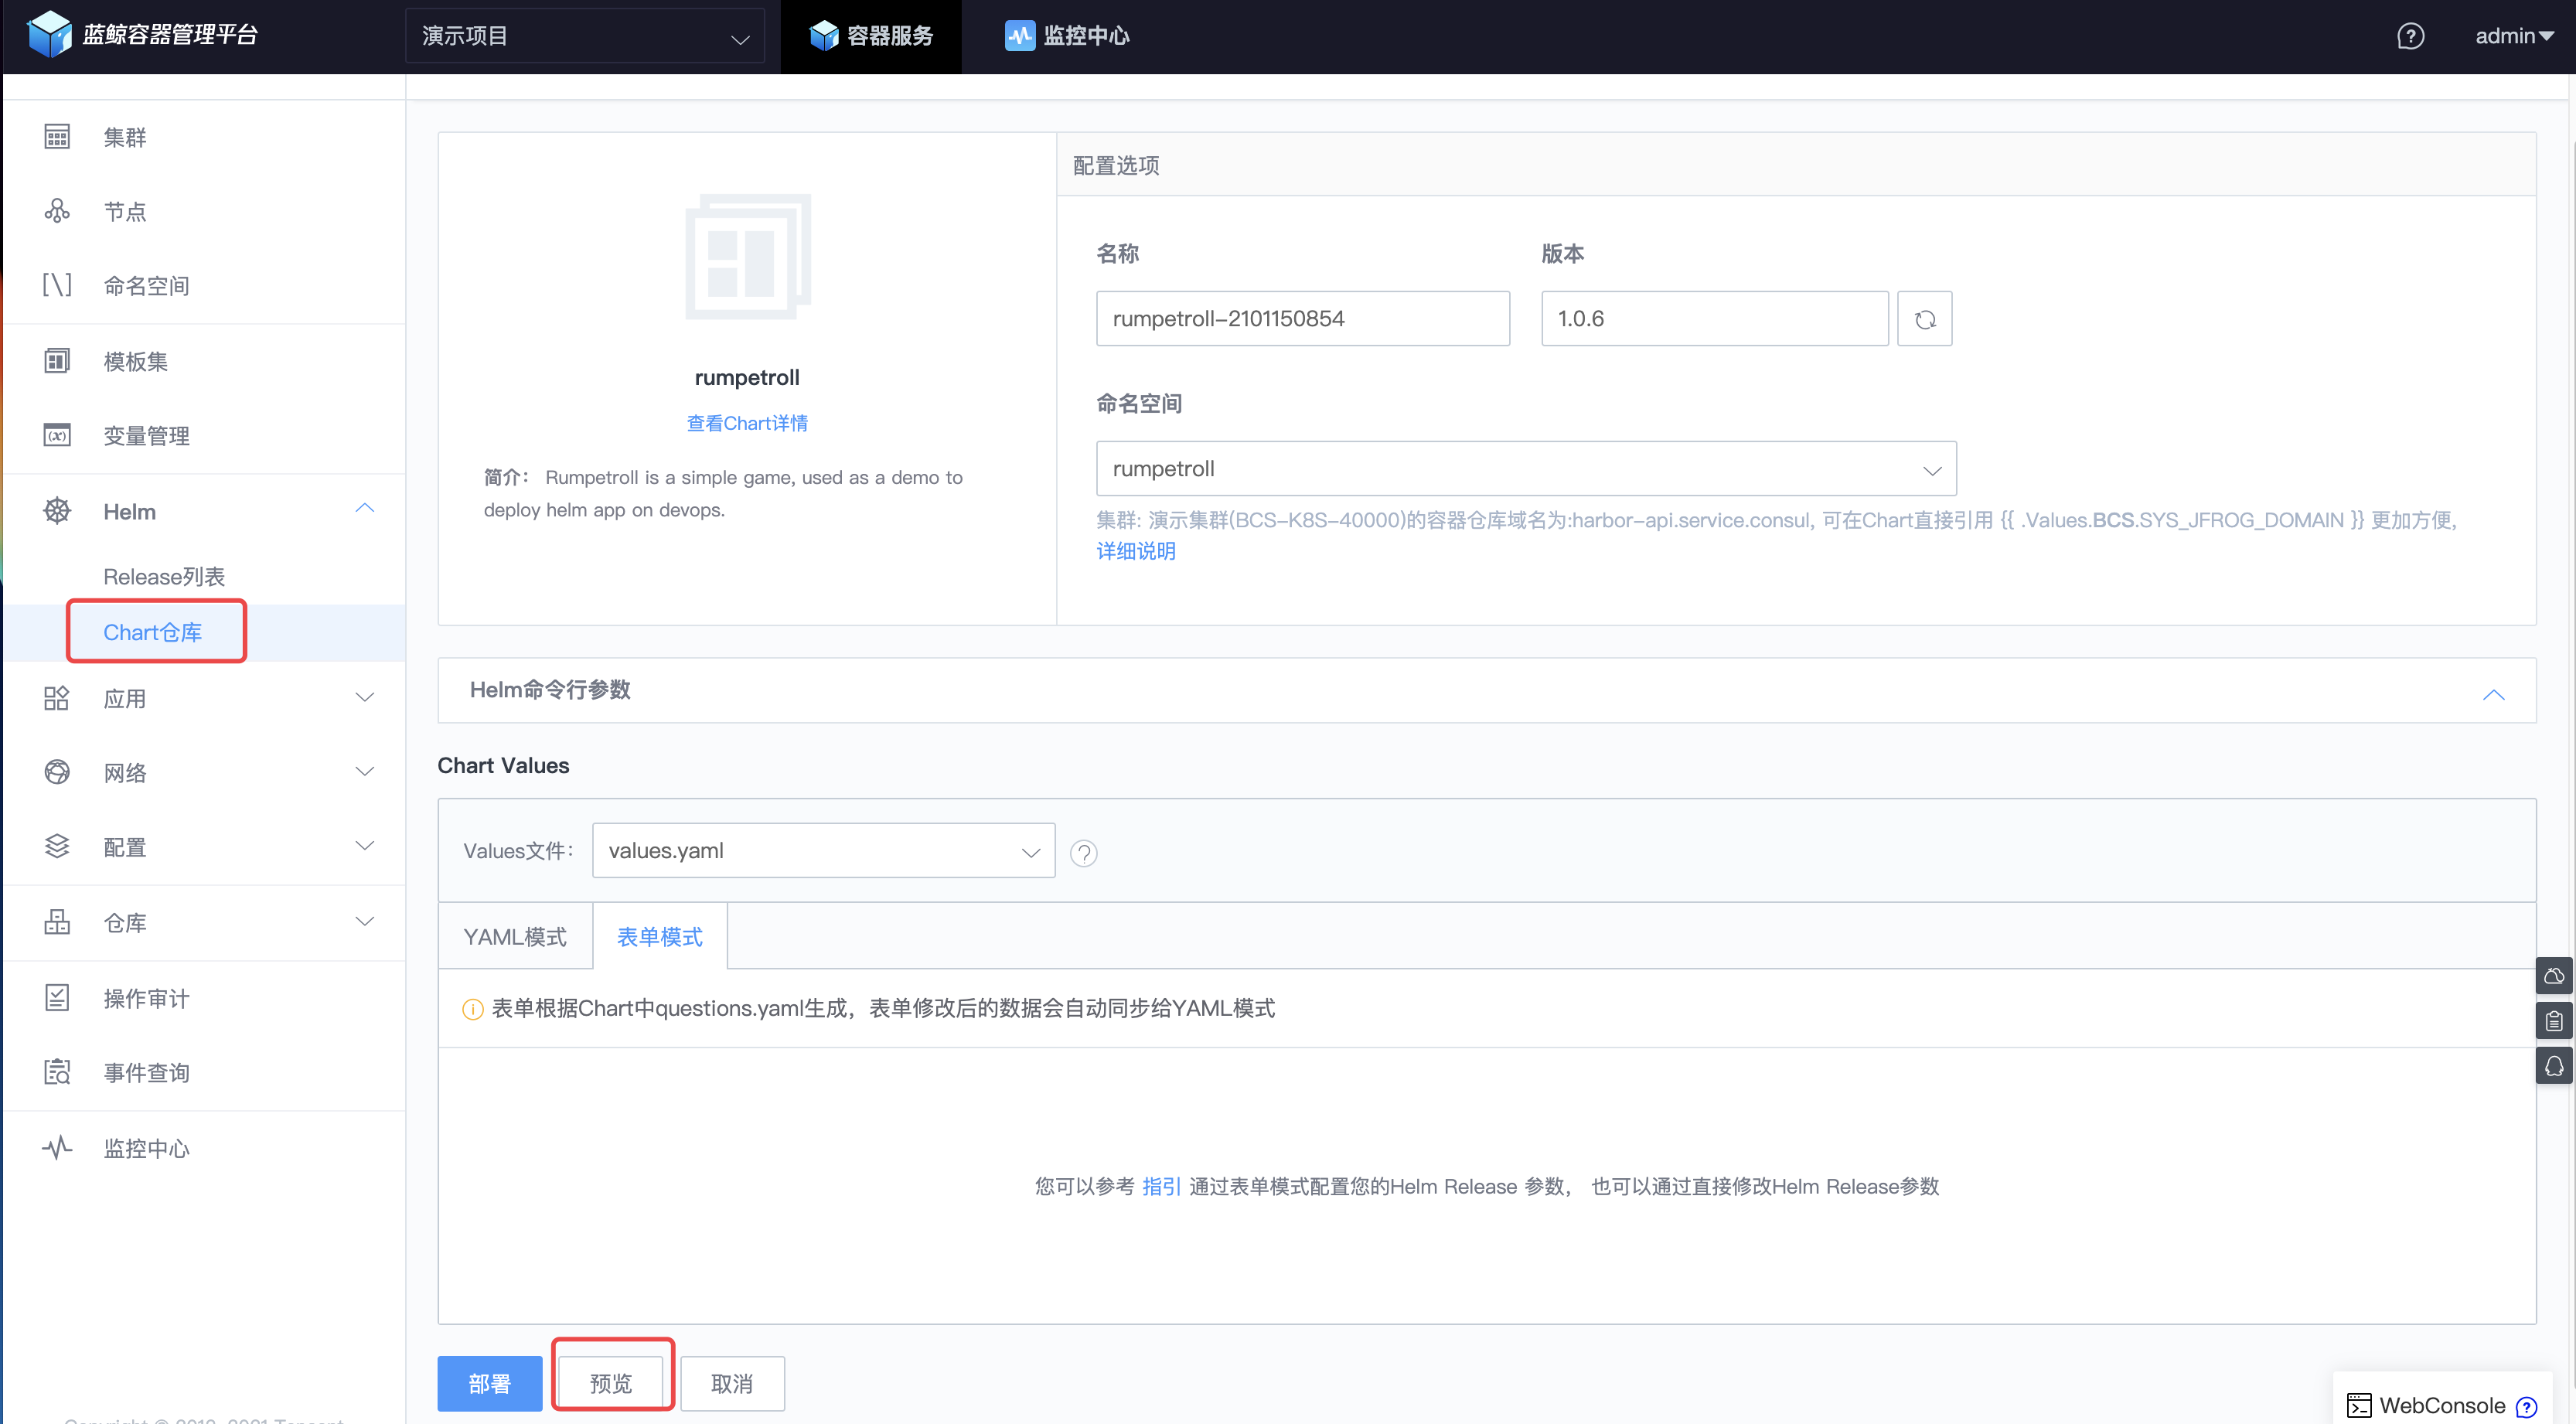 蓝鲸容器管理平台
演示项目
容器服务
监控中心
admin
集群
节点
命名空间
模板集
变量管理
Helm
Release列表
Chart仓库
应用
网络
配置
仓库
操作审计
事件查询
监控中心
rumpetroll
查看Chart详情
简介： Rumpetroll is a simple game, used as a demo to
deploy helm app on devops.
配置选项
名称
版本
rumpetroll-2101150854
1.0.6
命名空间
rumpetroll
集群: 演示集群(BCS-K8S-40000)的容器仓库域名为:harbor-api.service.consul, 可在Chart直接引用 {{ .Values.BCS.SYS_JFROG_DOMAIN }} 更加方便,
详细说明
Helm命令行参数
Chart Values
Values文件：
values.yaml
YAML模式
表单模式
表单根据Chart中questions.yaml生成，表单修改后的数据会自动同步给YAML模式
您可以参考 指引 通过表单模式配置您的Helm Release 参数， 也可以通过直接修改Helm Release参数
部署
预览
取消
WebConsole